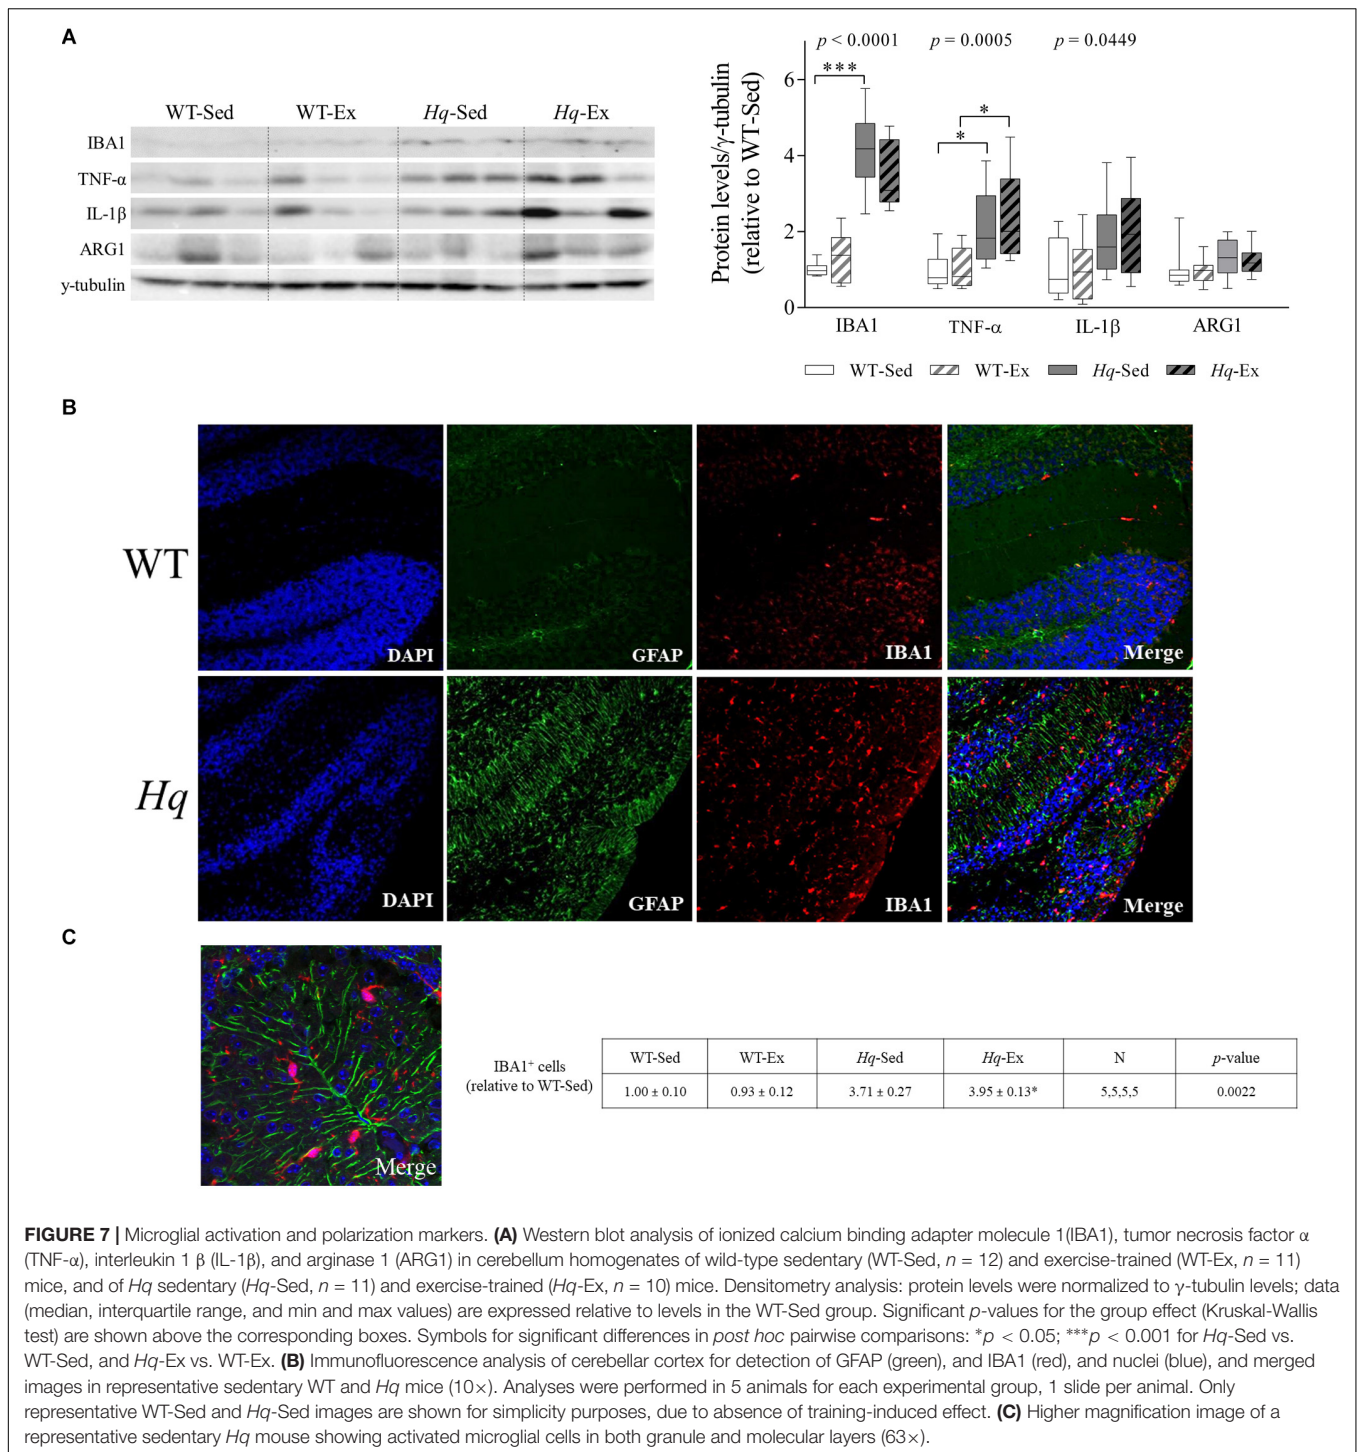 A
WT-Sed WT-Ex Hq-Sed Hq-Ex
IBA1
TNF-α
IL-1β
ARG1
γ-tubulin
p < 0.0001 p = 0.0005 p = 0.0449
***
*
*
Protein levels/γ-tubulin
(relative to WT-Sed)
6
4
2
0
IBA1 TNF-α IL-1β ARG1
WT-Sed WT-Ex Hq-Sed Hq-Ex
B
WT
DAPI GFAP IBA1 Merge
Hq
DAPI GFAP IBA1 Merge
C
Merge
IBA1+ cells
(relative to WT-Sed)
WT-Sed WT-Ex Hq-Sed Hq-Ex N p-value
1.00 ± 0.10 0.93 ± 0.12 3.71 ± 0.27 3.95 ± 0.13* 5,5,5,5 0.0022
FIGURE 7 | Microglial activation and polarization markers. (A) Western blot analysis of ionized calcium binding adapter molecule 1(IBA1), tumor necrosis factor α
(TNF-α), interleukin 1 β (IL-1β), and arginase 1 (ARG1) in cerebellum homogenates of wild-type sedentary (WT-Sed, n = 12) and exercise-trained (WT-Ex, n = 11)
mice, and of Hq sedentary (Hq-Sed, n = 11) and exercise-trained (Hq-Ex, n = 10) mice. Densitometry analysis: protein levels were normalized to γ-tubulin levels; data
(median, interquartile range, and min and max values) are expressed relative to levels in the WT-Sed group. Significant p-values for the group effect (Kruskal-Wallis
test) are shown above the corresponding boxes. Symbols for significant differences in post hoc pairwise comparisons: *p < 0.05; ***p < 0.001 for Hq-Sed vs.
WT-Sed, and Hq-Ex vs. WT-Ex. (B) Immunofluorescence analysis of cerebellar cortex for detection of GFAP (green), and IBA1 (red), and nuclei (blue), and merged
images in representative sedentary WT and Hq mice (10×). Analyses were performed in 5 animals for each experimental group, 1 slide per animal. Only
representative WT-Sed and Hq-Sed images are shown for simplicity purposes, due to absence of training-induced effect. (C) Higher magnification image of a
representative sedentary Hq mouse showing activated microglial cells in both granule and molecular layers (63×).